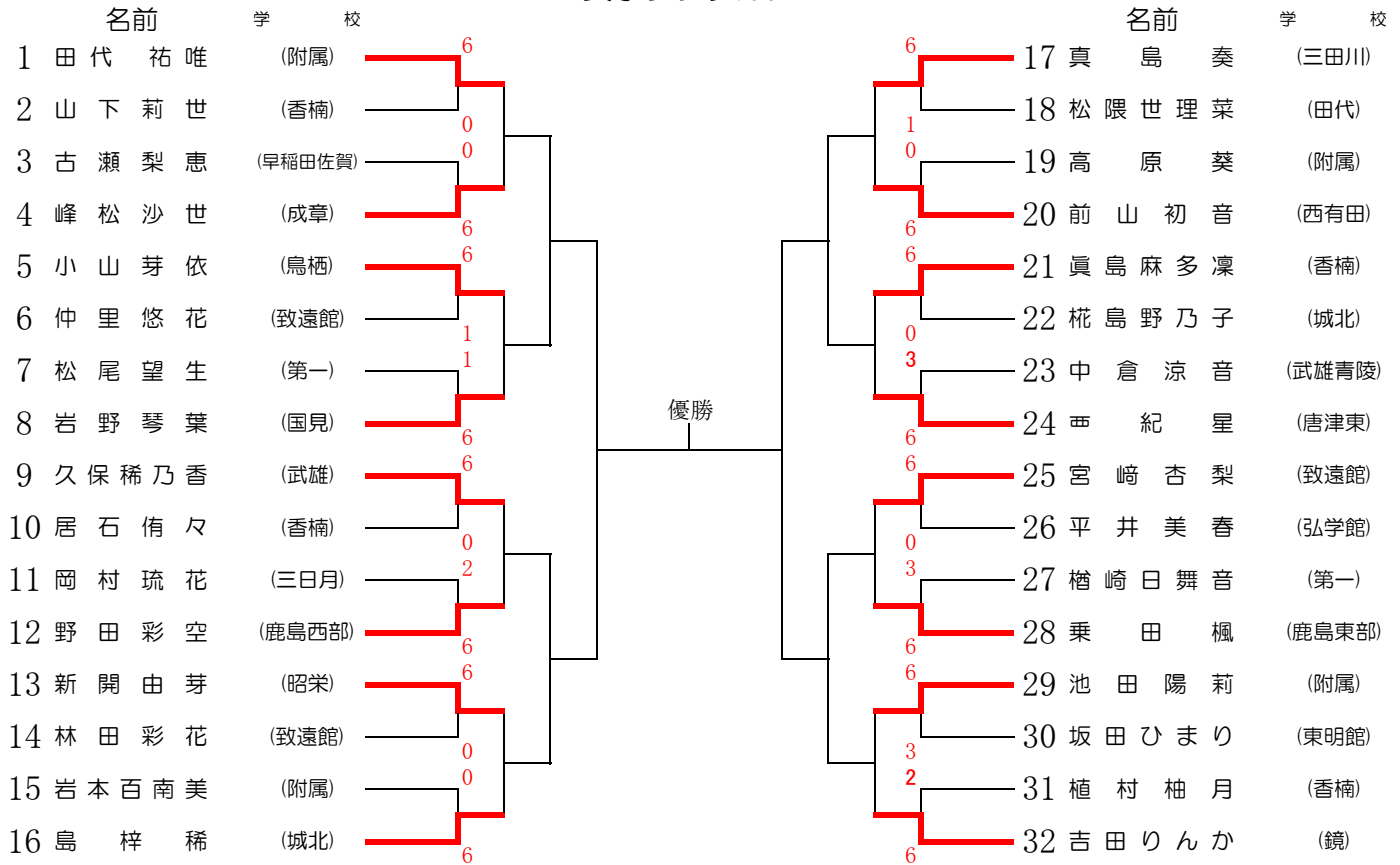 名前 学 校
1 田代 祐唯 (附属) 6
2 山下莉世 (香楠) 0
3 古瀬梨恵 (早稲田佐賀) 0
4 峰松沙世 (成章) 6
5 小山芽依 (鳥栖) 6
6 仲里悠花 (致遠館) 1
7 松尾望生 (第一) 1
8 岩野琴葉 (国見) 6
9 久保稀乃香 (武雄) 6
10 居石侑々 (香楠) 0
11 岡村琉花 (三日月) 2
12 野田彩空 (鹿島西部) 6
13 新開由芽 (昭栄) 6
14 林田彩花 (致遠館) 0
15 岩本百南美 (附属) 0
16 島梓稀 (城北) 6
優勝
名前 学 校
6 17 真島奏 (三田川)
1 18 松隈世理菜 (田代)
0 19 高原葵 (附属)
6 20 前山初音 (西有田)
6 21 眞島麻多凜 (香楠)
0 22 椛島野乃子 (城北)
3 23 中倉涼音 (武雄青陵)
6 24 西紀星 (唐津東)
6 25 宮﨑杏梨 (致遠館)
0 26 平井美春 (弘学館)
3 27 楢崎日舞音 (第一)
6 28 乗田楓 (鹿島東部)
6 29 池田陽莉 (附属)
3 30 坂田ひまり (東明館)
2 31 植村柚月 (香楠)
6 32 吉田りんか (鏡)